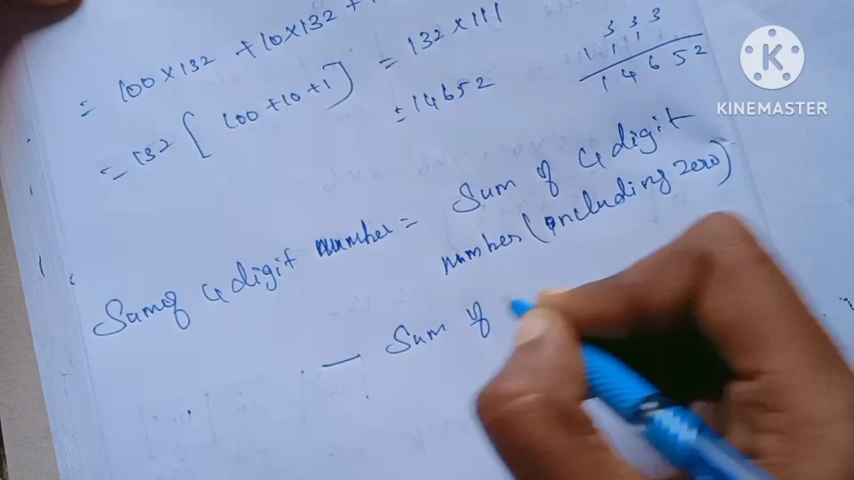 = 100×132 + 10×132 +
= 132 [ 100+10+1 ] = 132×111
= 14652
3 3 3
1 1 1
1 4 6 5 2
Sum of 4 digit number = Sum of 4 digit
number (including zero)
— Sum of
KINEMASTER